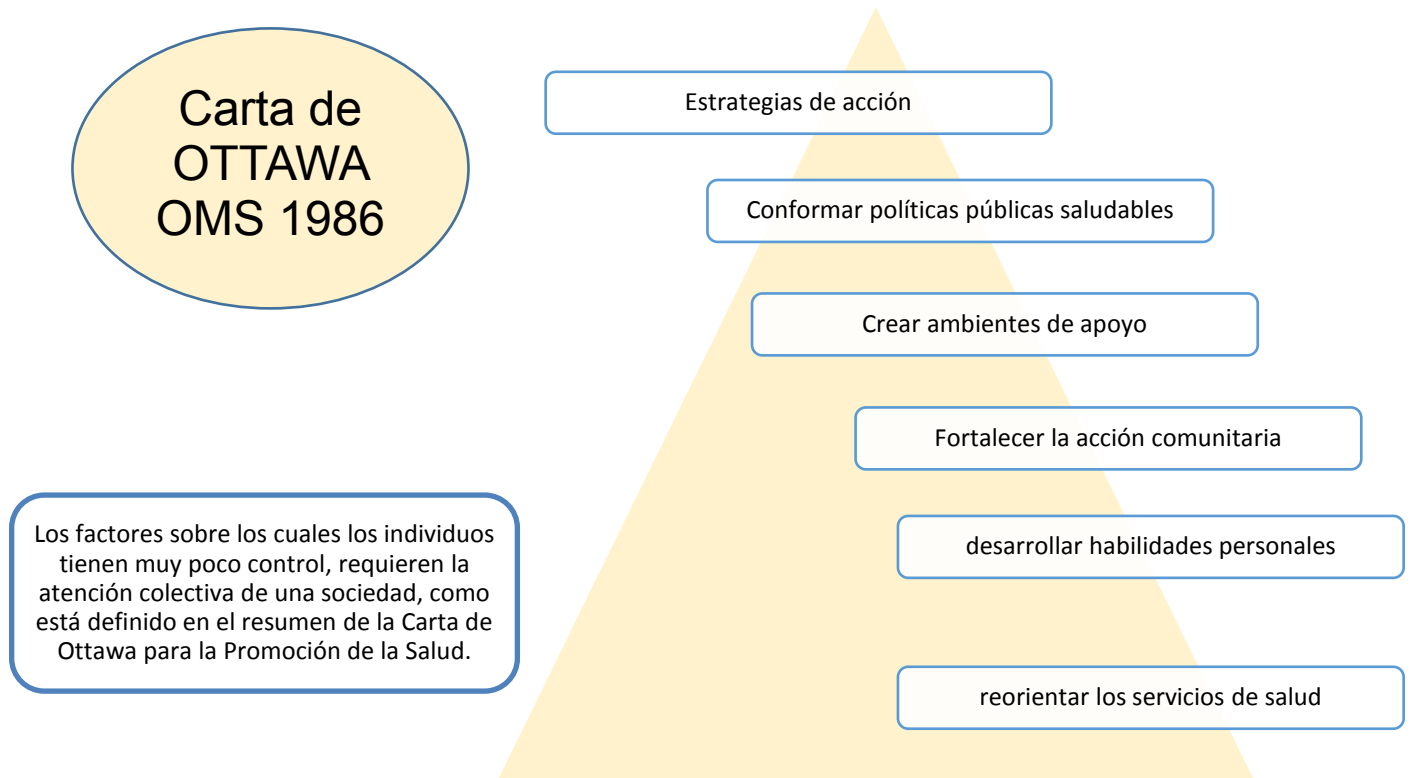 Carta de
OTTAWA
OMS 1986
Estrategias de acción
Conformar políticas públicas saludables
Crear ambientes de apoyo
Fortalecer la acción comunitaria
desarrollar habilidades personales
reorientar los servicios de salud
Los factores sobre los cuales los individuos
tienen muy poco control, requieren la
atención colectiva de una sociedad, como
está definido en el resumen de la Carta de
Ottawa para la Promoción de la Salud.